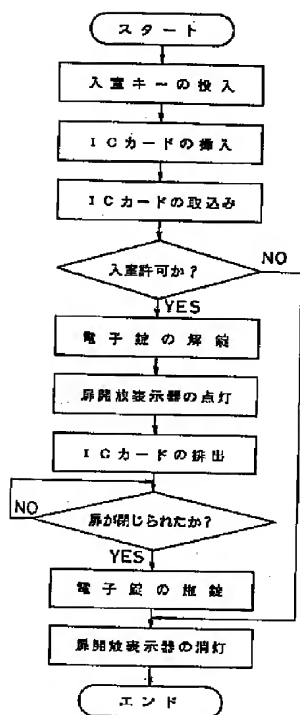 スタート
入室キーの投入
ICカードの挿入
ICカードの取込み
入室許可か?
NO
YES
電子錠の解錠
扉開放表示器の点灯
ICカードの排出
扉が閉じられたか?
NO
YES
電子錠の施錠
扉開放表示器の消灯
エンド